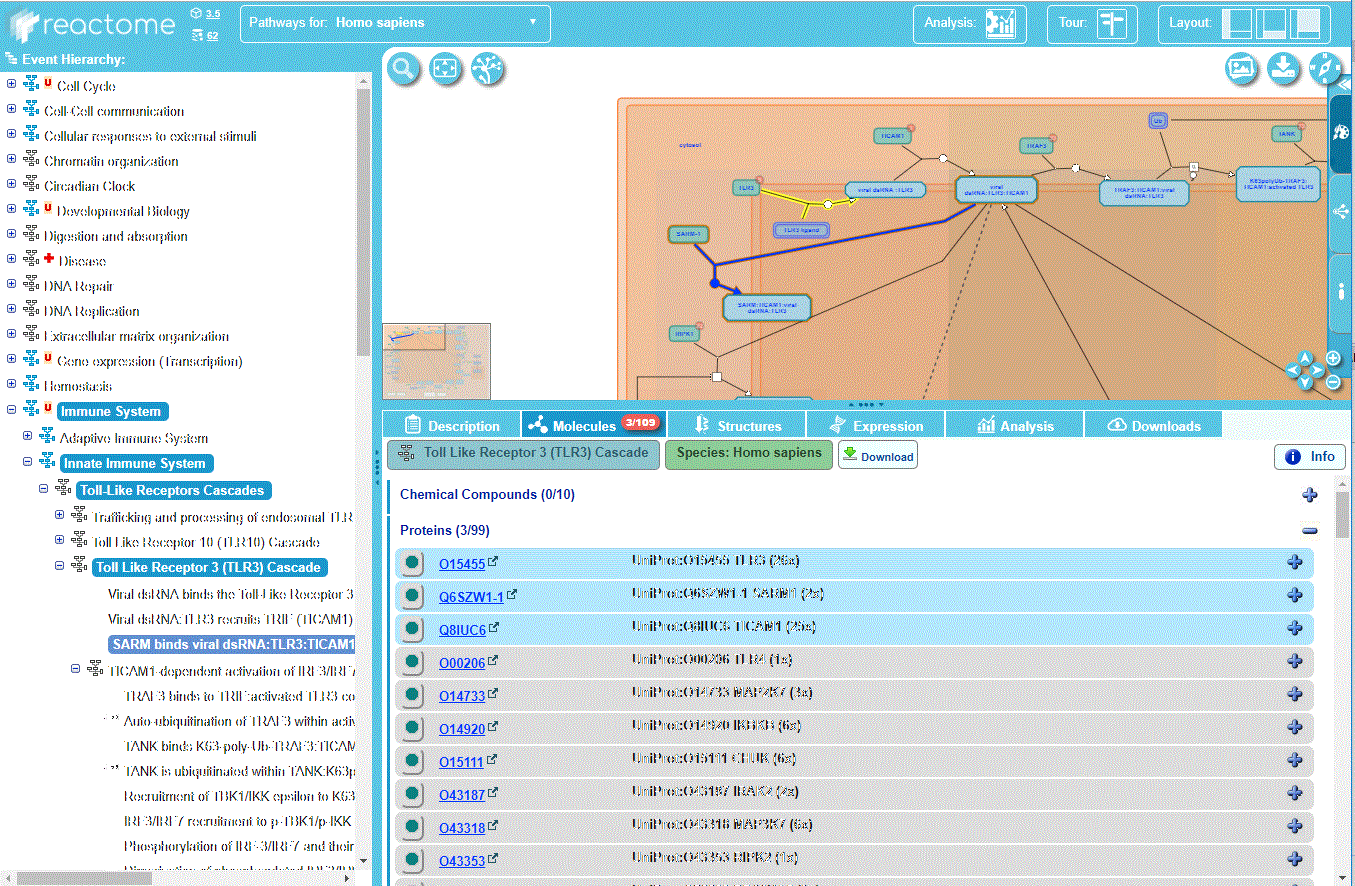 reactome
3.5
62
Pathways for: Homo sapiens
Analysis:
Tour:
Layout:
Event Hierarchy:
Cell Cycle
Cell-Cell communication
Cellular responses to external stimuli
Chromatin organization
Circadian Clock
Developmental Biology
Digestion and absorption
Disease
DNA Repair
DNA Replication
Extracellular matrix organization
Gene expression (Transcription)
Hemostasis
Immune System
Adaptive Immune System
Innate Immune System
Toll-Like Receptors Cascades
Trafficking and processing of endosomal TLR
Toll Like Receptor 10 (TLR10) Cascade
Toll Like Receptor 3 (TLR3) Cascade
Viral dsRNA binds the Toll-Like Receptor 3
Viral dsRNA:TLR3 recruits TRIF (TICAM1)
SARM binds viral dsRNA:TLR3:TICAM1
TICAM1-dependent activation of IRF3/IRF7
TRAF3 binds to TRIF:activated TLR3 co
Auto-ubiquitination of TRAF3 within activ
TANK binds K63-poly-Ub-TRAF3:TICAM
TANK is ubiquitinated within TANK:K63p
Recruitment of TBK1/IKK epsilon to K63
IRF3/IRF7 recruitment to p-TBK1/p-IKK
Phosphorylation of IRF-3/IRF7 and their
cytosol
TICAM1
TRAF3
Ub
TANK
TLR3
viral dsRNA :TLR3
viral
dsRNA:TLR3:TICAM1
TRAF3:TICAM1:viral
dsRNA:TLR3
K63polyUb-TRAF3:
TICAM1:activated TLR3
TLR3 ligand
SARM-1
SARM:TICAM1:viral
dsRNA:TLR3
RIPK1
Description
Molecules 3/109
Structures
Expression
Analysis
Downloads
Toll Like Receptor 3 (TLR3) Cascade
Species: Homo sapiens
Download
Info
Chemical Compounds (0/10)
Proteins (3/99)
O15455 UniProt:O15455 TLR3 (26x)
Q6SZW1-1 UniProt:Q6SZW1-1 SARM1 (2x)
Q8IUC6 UniProt:Q8IUC6 TICAM1 (25x)
O00206 UniProt:O00206 TLR4 (1x)
O14733 UniProt:O14733 MAP2K7 (3x)
O14920 UniProt:O14920 IKBKB (6x)
O15111 UniProt:O15111 CHUK (6x)
O43187 UniProt:O43187 IRAK2 (2x)
O43318 UniProt:O43318 MAP3K7 (6x)
O43353 UniProt:O43353 RIPK2 (1x)